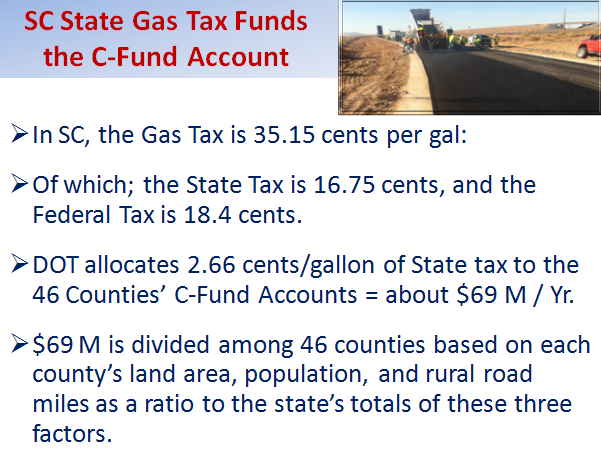 SC State Gas Tax Funds
the C-Fund Account
➢In SC, the Gas Tax is 35.15 cents per gal:
➢Of which; the State Tax is 16.75 cents, and the
Federal Tax is 18.4 cents.
➢DOT allocates 2.66 cents/gallon of State tax to the
46 Counties’ C-Fund Accounts = about $69 M / Yr.
➢$69 M is divided among 46 counties based on each
county’s land area, population, and rural road
miles as a ratio to the state’s totals of these three
factors.